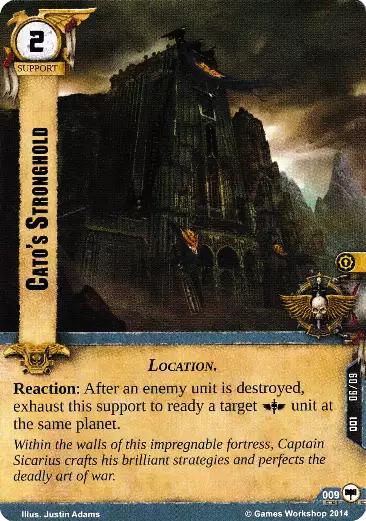 2
SUPPORT
CATO'S STRONGHOLD
LOCATION.
Reaction: After an enemy unit is destroyed,
exhaust this support to ready a target unit at
the same planet.
Within the walls of this impregnable fortress, Captain
Sicarius crafts his brilliant strategies and perfects the
deadly art of war.
001 06/09
009
Illus. Justin Adams
© Games Workshop 2014